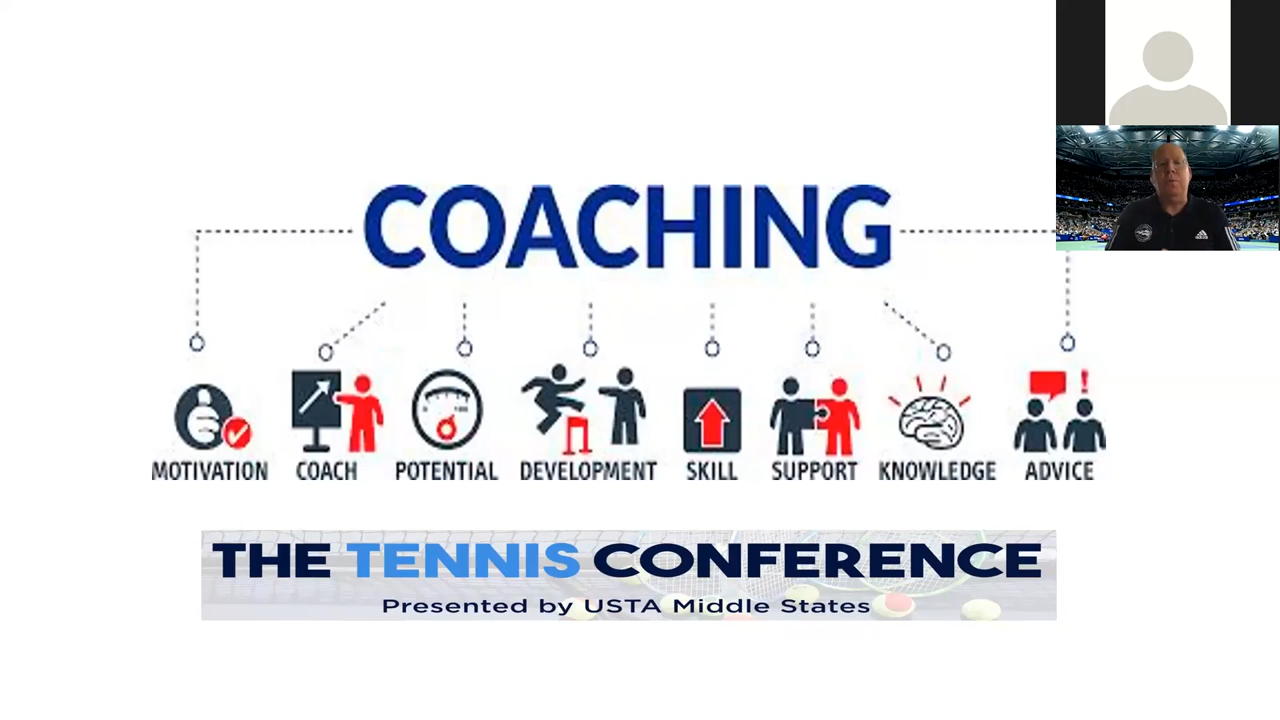 COACHING
MOTIVATION COACH POTENTIAL DEVELOPMENT SKILL SUPPORT KNOWLEDGE ADVICE
THE TENNIS CONFERENCE
Presented by USTA Middle States